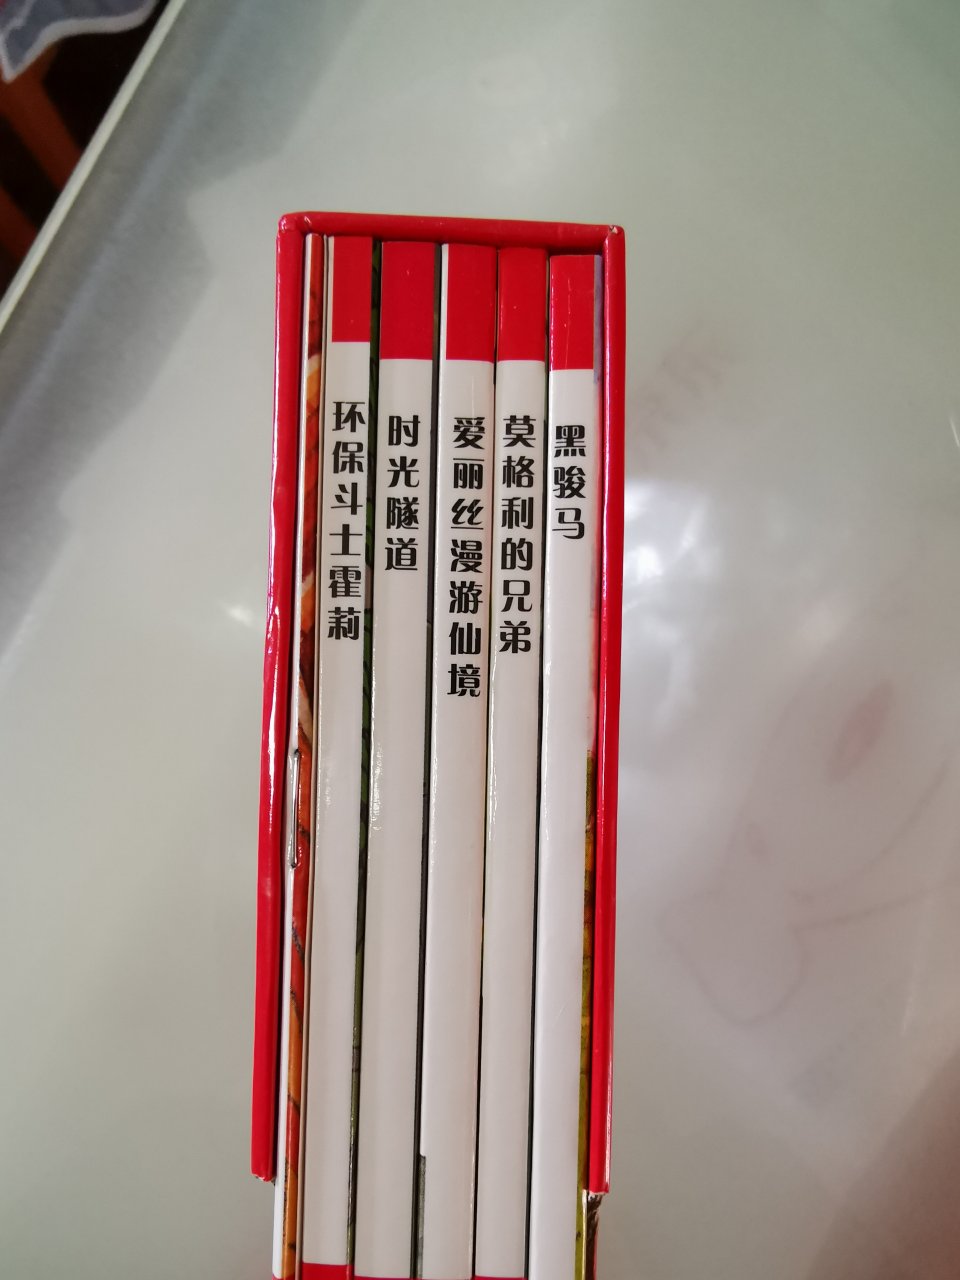 环保斗士霍莉
时光隧道
爱丽丝漫游仙境
莫格利的兄弟
黑骏马